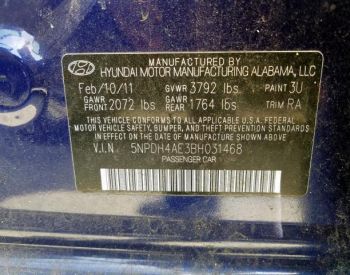 MANUFACTURED BY
HYUNDAI MOTOR MANUFACTURING ALABAMA, LLC
Feb/10/11 GVWR 3792 lbs. PAINT 3U
GAWR FRONT 2072 lbs GAWR REAR 1764 lbs. TRIM RA
THIS VEHICLE CONFORMS TO ALL APPLICABLE U.S.A. FEDERAL
MOTOR VEHICLE SAFETY, BUMPER, AND THEFT PREVENTION
STANDARDS IN EFFECT ON THE DATE OF MANUFACTURE SHOWN
ABOVE.
V.I.N. 5NPDH4AE3BH031468
PASSENGER CAR